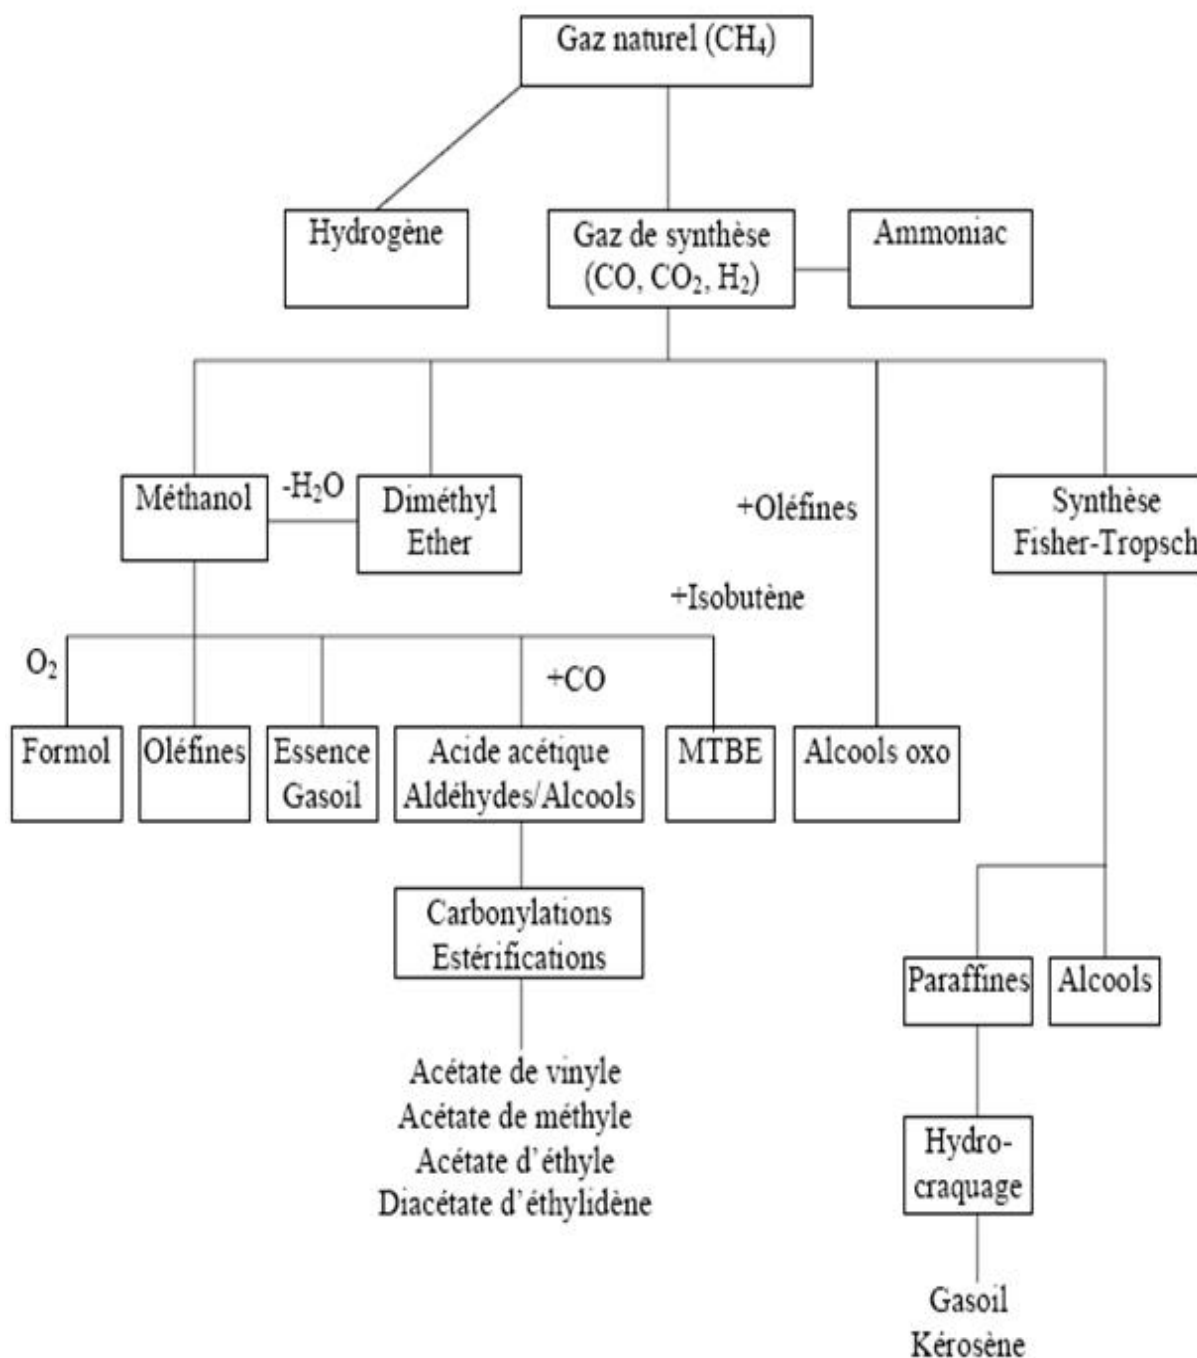 Gaz naturel (CH₄)
Hydrogène
Gaz de synthèse
(CO, CO₂, H₂)
Ammoniac
Méthanol
-H₂O
Diméthyl
Ether
+Oléfines
Synthèse
Fisher-Tropsch
+Isobutène
O₂
+CO
Formol
Oléfines
Essence
Gasoil
Acide acétique
Aldéhydes/Alcools
MTBE
Alcools oxo
Carbonylations
Estérifications
Paraffines
Alcools
Acétate de vinyle
Acétate de méthyle
Acétate d'éthyle
Diacétate d'éthylidène
Hydro-
craquage
Gasoil
Kérosène